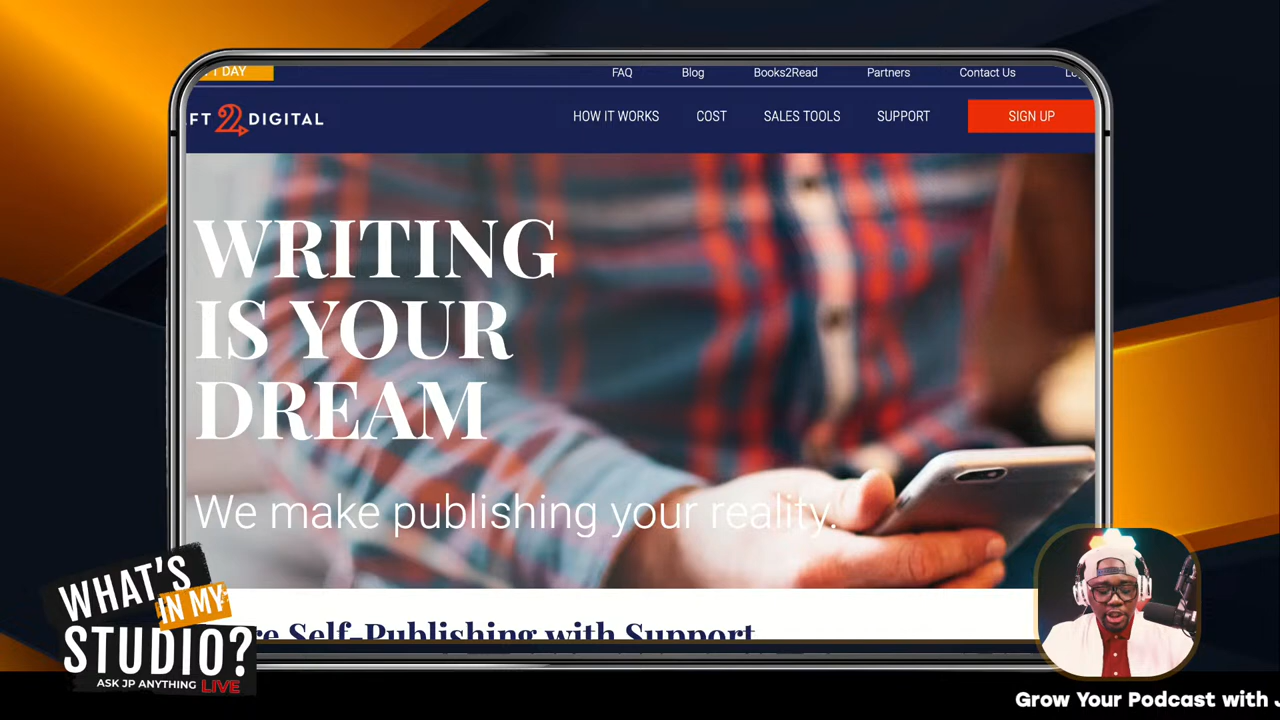 DAY
FAQ
Blog
Books2Read
Partners
Contact Us
FT 2 DIGITAL
HOW IT WORKS
COST
SALES TOOLS
SUPPORT
SIGN UP
WRITING
IS YOUR
DREAM
We make publishing your reality.
Self-Publishing with Support
WHAT'S
IN MY
STUDIO?
ASK JP ANYTHING LIVE
Grow Your Podcast with